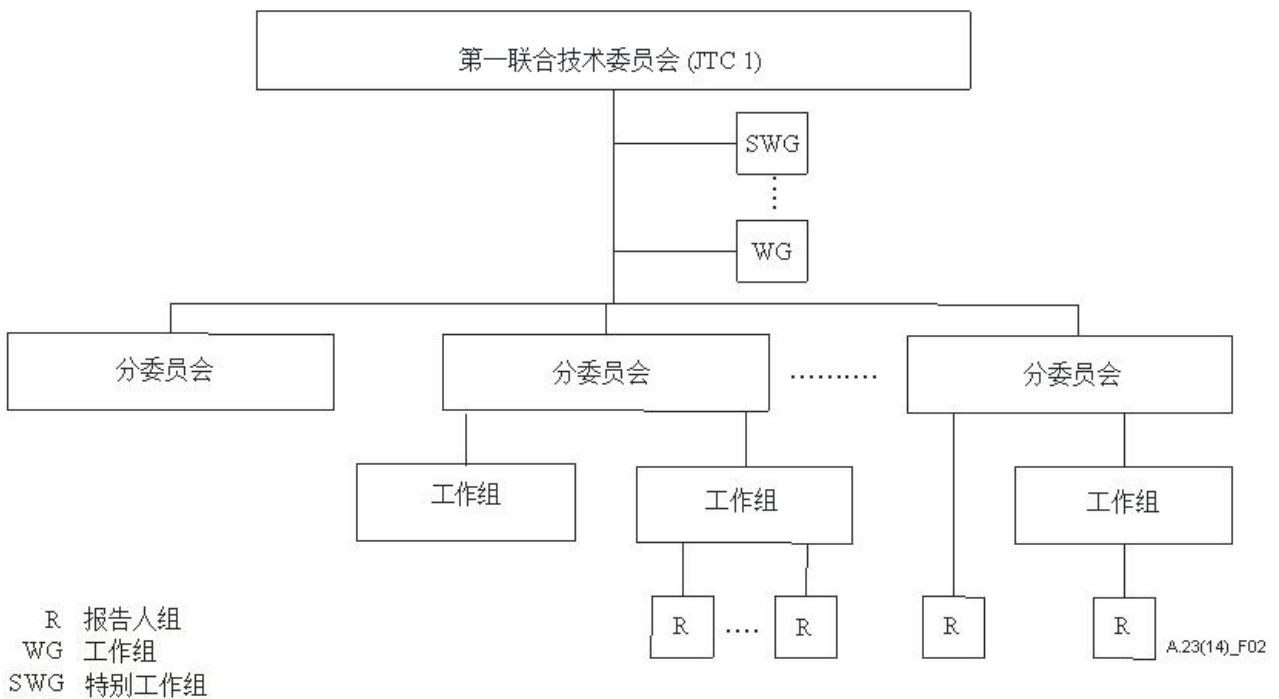 第一联合技术委员会 (JTC 1)
SWG
WG
分委员会
分委员会
..........
分委员会
工作组
工作组
工作组
R
....
R
R
R
A.23(14)_F02
R 报告人组
WG 工作组
SWG 特别工作组